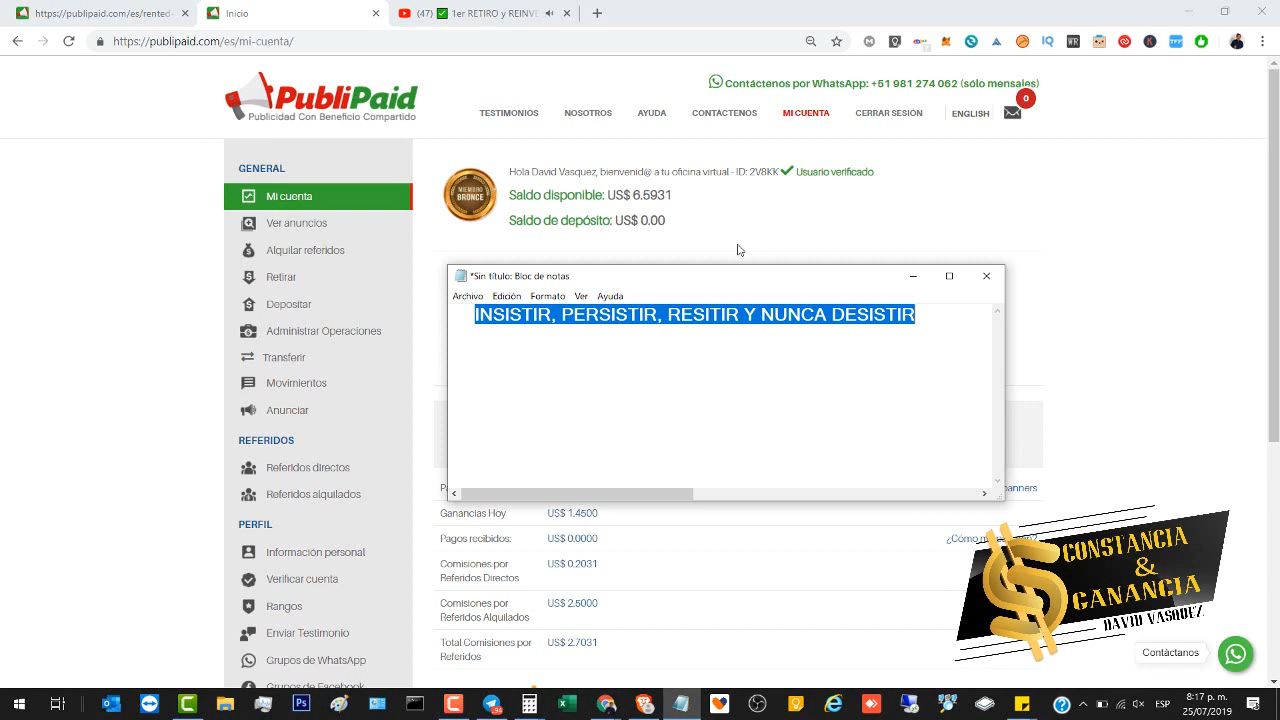 https://publipaid.com/es/rented-
Inicio
(47) ✅ 1er RETIRO y REINV
https://publipaid.com/es/mi-cuenta/
PubliPaid
Publicidad Con Beneficio Compartido
Contáctenos por WhatsApp: +51 981 274 062 (sólo mensajes)
TESTIMONIOS NOSOTROS AYUDA CONTÁCTENOS MI CUENTA CERRAR SESIÓN ENGLISH 0
GENERAL
Mi cuenta
Ver anuncios
Alquilar referidos
Retirar
Depositar
Administrar Operaciones
Transferir
Movimientos
Anunciar
REFERIDOS
Referidos directos
Referidos alquilados
PERFIL
Información personal
Verificar cuenta
Rangos
Enviar Testimonio
Grupos de WhatsApp
Grupos de Facebook
MIEMBRO
BRONCE
Hola David Vasquez, bienvenid@ a tu oficina virtual - ID: 2V8KK ✔ Usuario verificado
Saldo disponible: US$ 6.5931
Saldo de depósito: US$ 0.00
*Sin título: Bloc de notas
Archivo Edición Formato Ver Ayuda
INSISTIR, PERSISTIR, RESITIR Y NUNCA DESISTIR
banners
Ganancias Hoy US$ 1.4500
Pagos recibidos: US$ 0.0000 ¿Cómo
Comisiones por US$ 0.2031
Referidos Directos
Comisiones por US$ 2.5000
Referidos Alquilados
Total Comisiones por US$ 2.7031
Referidos
CONSTANCIA
&
GANANCIA
DAVID VASQUEZ
Contáctanos
ESP
8:17 p. m.
25/07/2019